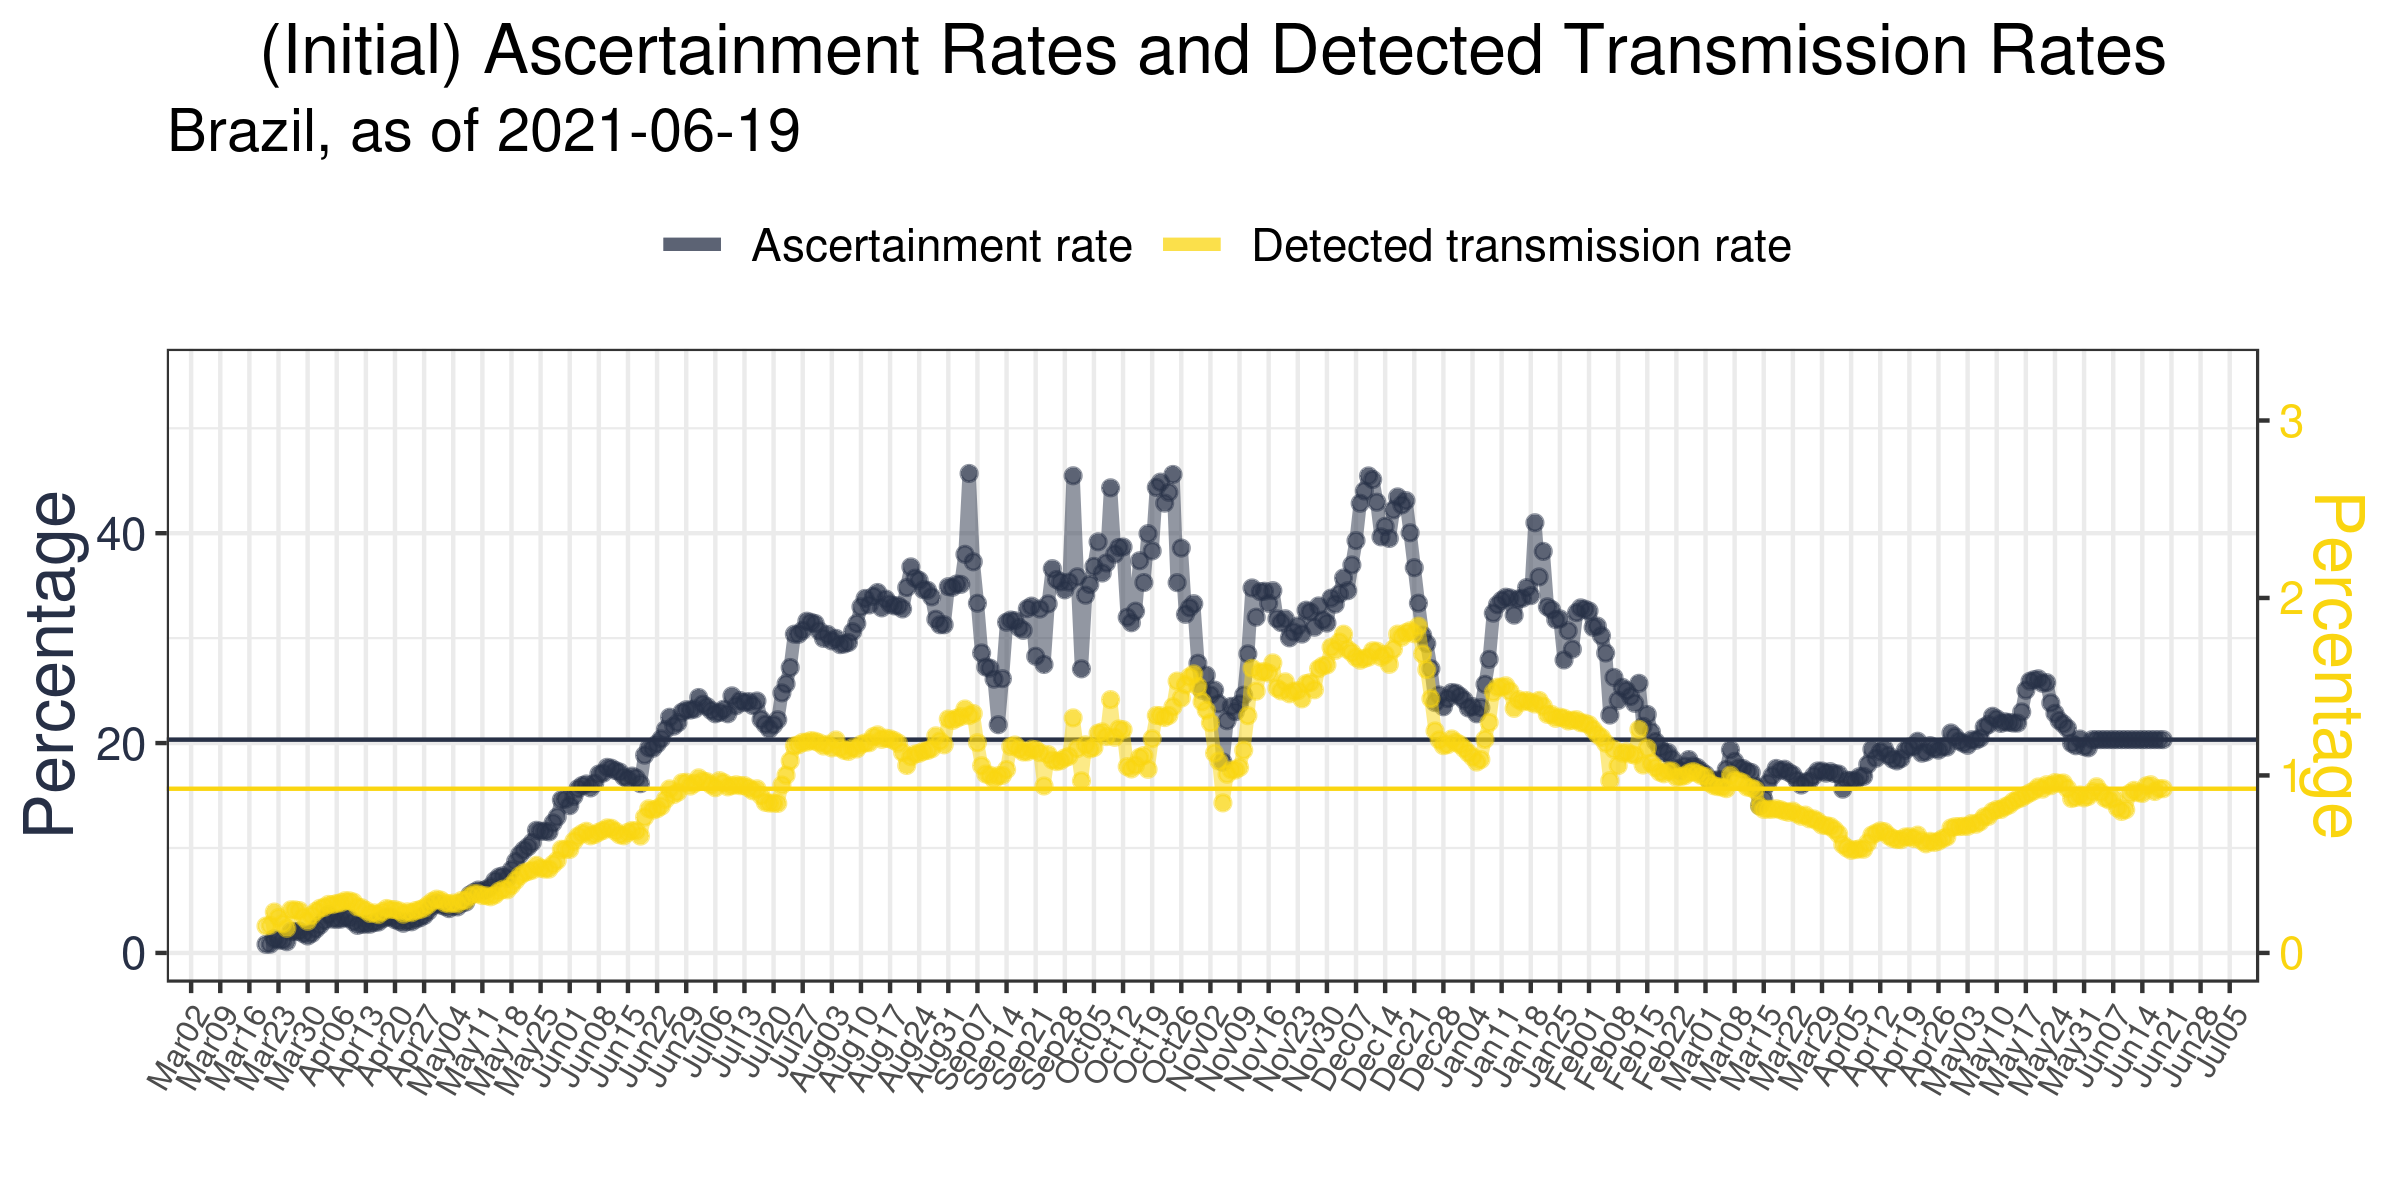 (Initial) Ascertainment Rates and Detected Transmission Rates
Brazil, as of 2021-06-19
Ascertainment rate Detected transmission rate
Percentage
40
20
0
3
2
1
0
Percentage
Mar02 Mar09 Mar16 Mar23 Mar30 Apr06 Apr13 Apr20 Apr27 May04 May11 May18 May25 Jun01 Jun08 Jun15 Jun22 Jun29 Jul06 Jul13 Jul20 Jul27 Aug03 Aug10 Aug17 Aug24 Aug31 Sep07 Sep14 Sep21 Sep28 Oct05 Oct12 Oct19 Oct26 Nov02 Nov09 Nov16 Nov23 Nov30 Dec07 Dec14 Dec21 Dec28 Jan04 Jan11 Jan18 Jan25 Feb01 Feb08 Feb15 Feb22 Mar01 Mar08 Mar15 Mar22 Mar29 Apr05 Apr12 Apr19 Apr26 May03 May10 May17 May24 May31 Jun07 Jun14 Jun21 Jun28 Jul05